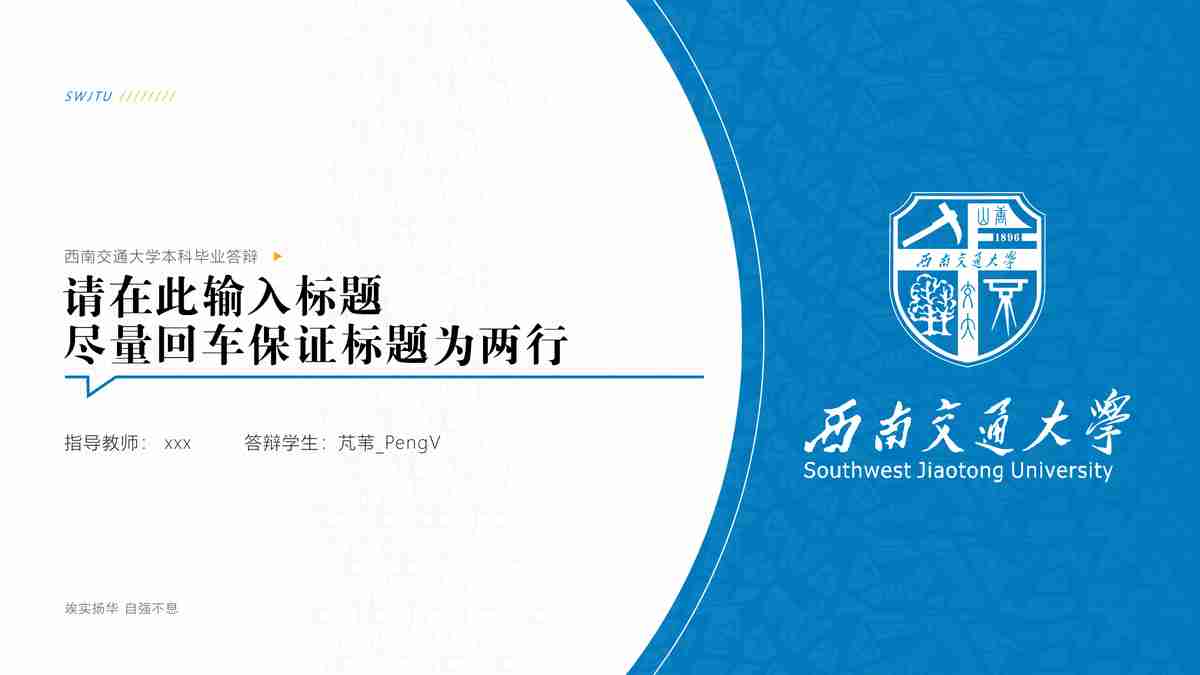 SWJTU ////////
西南交通大学本科毕业答辩
请在此输入标题
尽量回车保证标题为两行
指导教师： xxx 答辩学生：芃苇_PengV
竢实扬华 自强不息
1896
西南交通大学
西南交通大学
Southwest Jiaotong University